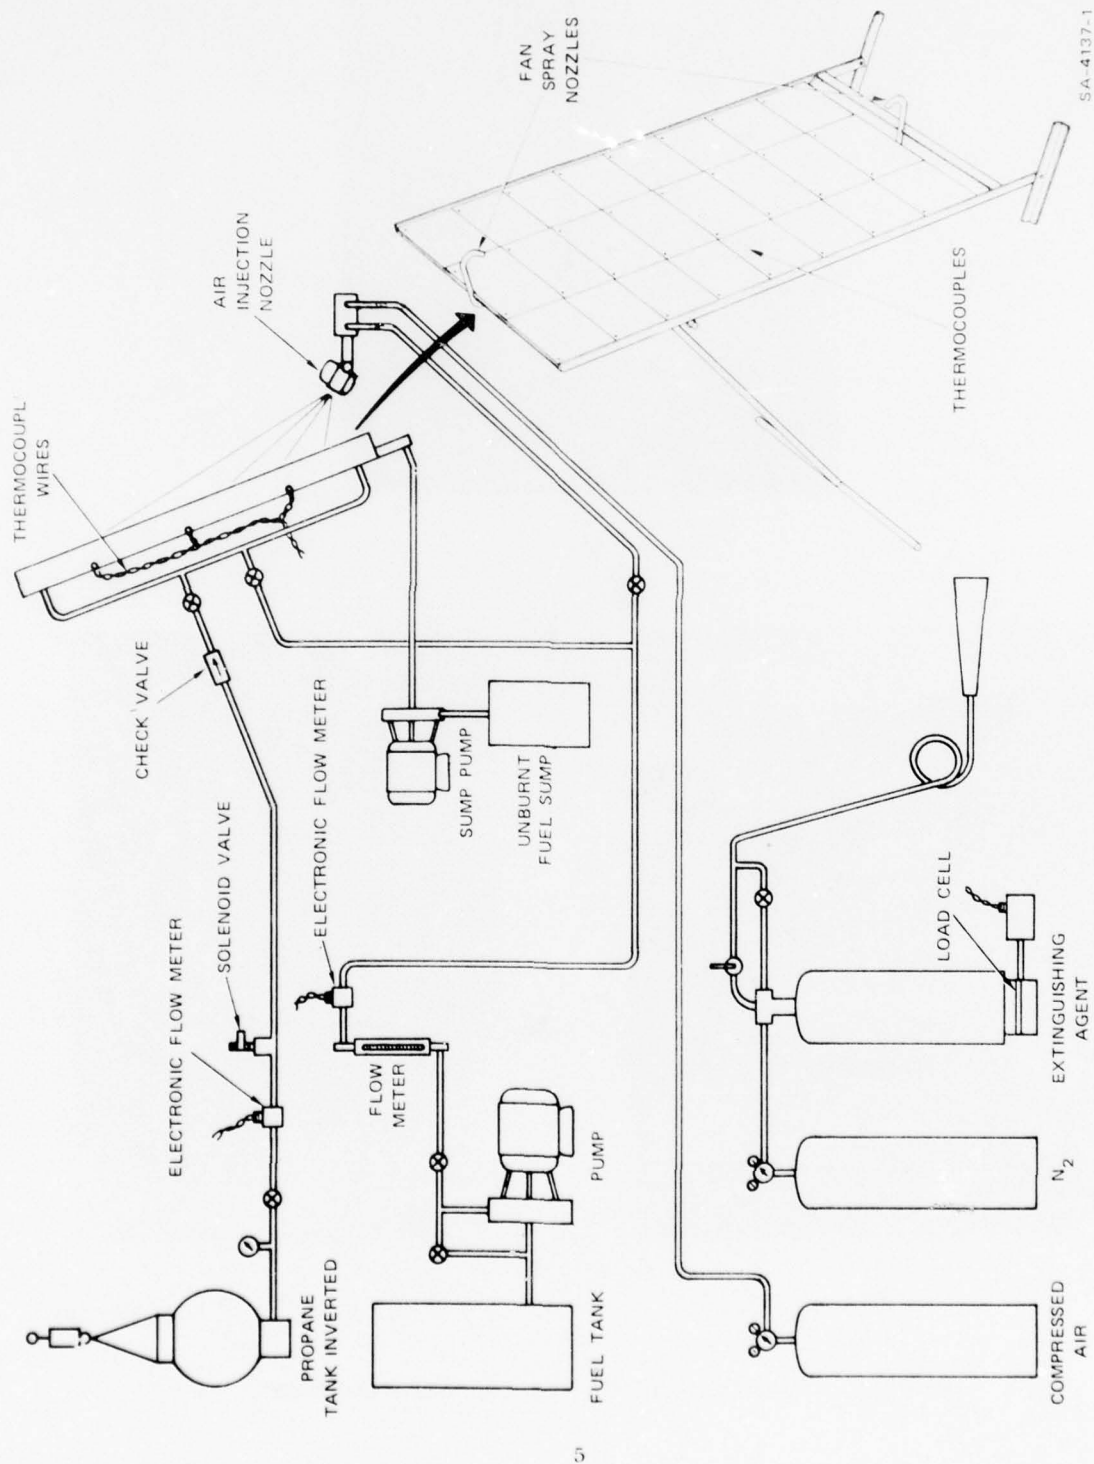 THERMOCOUPL
WIRES
AIR
INJECTION
NOZZLE
FAN
SPRAY
NOZZLES
CHECK VALVE
SOLENOID VALVE
ELECTRONIC FLOW METER
PROPANE
TANK INVERTED
ELECTRONIC FLOW METER
FLOW
METER
SUMP PUMP
UNBURNT
FUEL SUMP
PUMP
FUEL TANK
THERMOCOUPLES
LOAD CELL
COMPRESSED
AIR
N2
EXTINGUISHING
AGENT
SA-4137-1
5